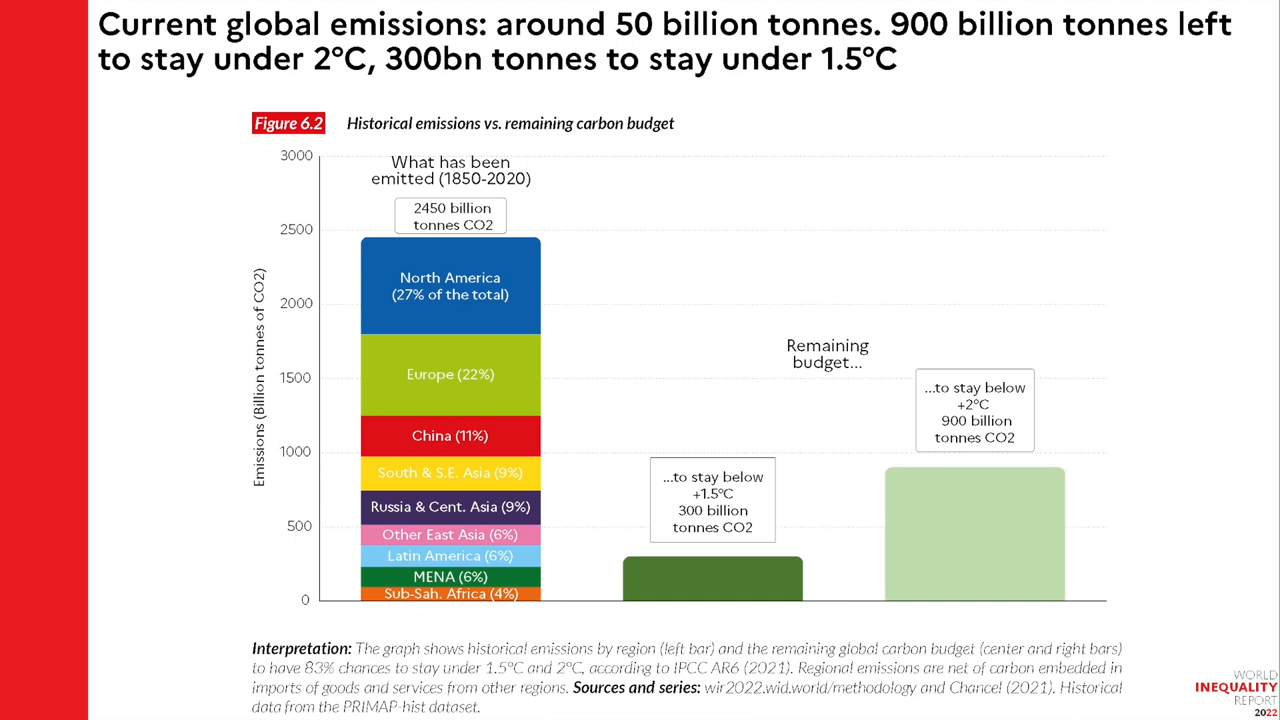 Current global emissions: around 50 billion tonnes. 900 billion tonnes left
to stay under 2°C, 300bn tonnes to stay under 1.5°C
Figure 6.2 Historical emissions vs. remaining carbon budget
Emissions (Billion tonnes of CO2)
3000
2500
2000
1500
1000
500
0
What has been
emitted (1850-2020)
2450 billion
tonnes CO2
North America
(27% of the total)
Europe (22%)
China (11%)
South & S.E. Asia (9%)
Russia & Cent. Asia (9%)
Other East Asia (6%)
Latin America (6%)
MENA (6%)
Sub-Sah. Africa (4%)
Remaining
budget...
...to stay below
+1.5°C
300 billion
tonnes CO2
...to stay below
+2°C
900 billion
tonnes CO2
Interpretation: The graph shows historical emissions by region (left bar) and the remaining global carbon budget (center and right bars)
to have 83% chances to stay under 1.5°C and 2°C, according to IPCC AR6 (2021). Regional emissions are net of carbon embedded in
imports of goods and services from other regions. Sources and series: wir2022.wid.world/methodology and Chancel (2021). Historical
data from the PRIMAP-hist dataset.
WORLD
INEQUALITY
REPORT
2022